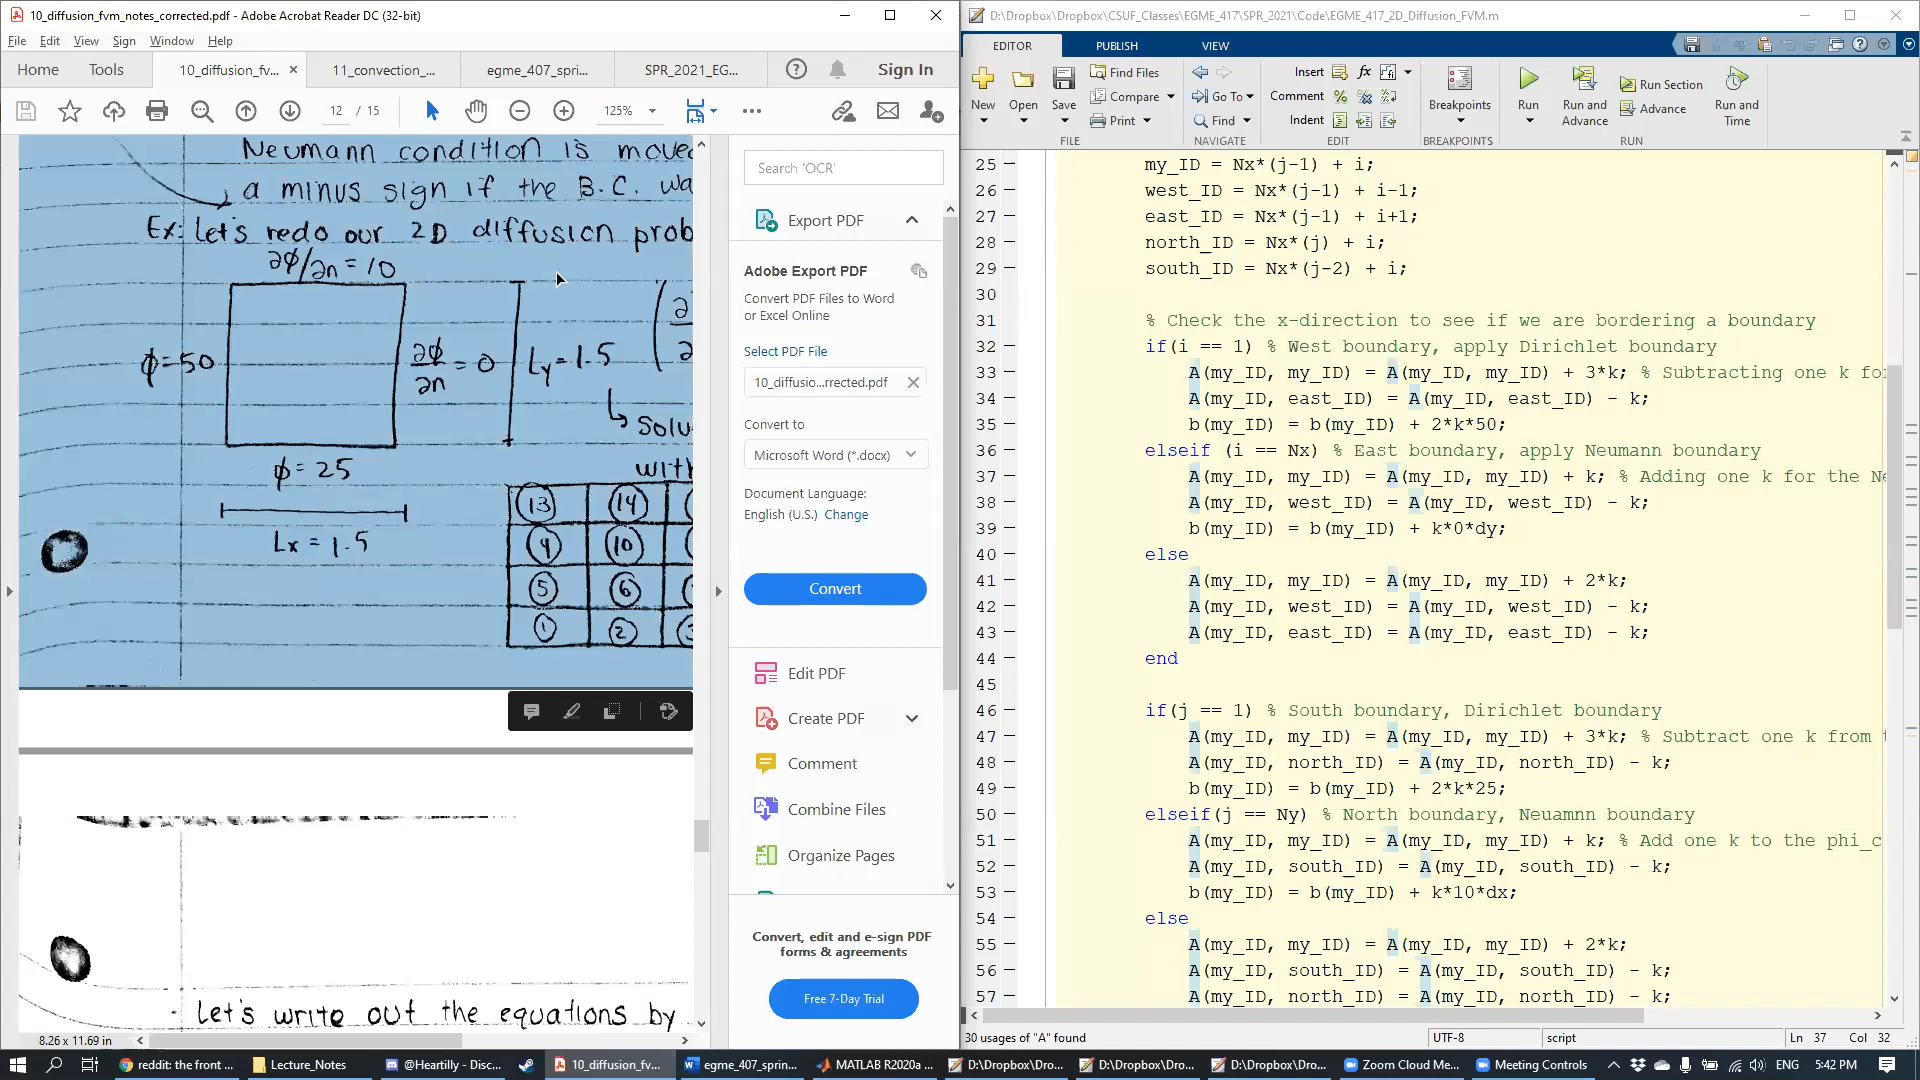 10_diffusion_fvm_notes_corrected.pdf - Adobe Acrobat Reader DC (32-bit)
File Edit View Sign Window Help
Home Tools 10_diffusion_fv... × 11_convection_... egme_407_spri... SPR_2021_EG... Sign In
12 / 15 125%
Neumann condition is move
a minus sign if the B.C. wa
Ex: Let's redo our 2D diffusion prob
∂ϕ/∂n = 10
ϕ=50
∂ϕ/∂n = 0
Ly = 1.5
Solu
ϕ = 25
with
Lx = 1.5
13 14
9 10
5 6
1 2 3
Let's write out the equations by
8.26 x 11.69 in
Search 'OCR'
Export PDF
Adobe Export PDF
Convert PDF Files to Word
or Excel Online
Select PDF File
10_diffusio...rrected.pdf
Convert to
Microsoft Word (*.docx)
Document Language:
English (U.S.) Change
Convert
Edit PDF
Create PDF
Comment
Combine Files
Organize Pages
Convert, edit and e-sign PDF
forms & agreements
Free 7-Day Trial
D:\Dropbox\Dropbox\CSUF_Classes\EGME_417\SPR_2021\Code\EGME_417_2D_Diffusion_FVM.m
EDITOR PUBLISH VIEW
New Open Save Find Files Compare Print
Go To Find
Insert fx
Comment
Indent
Breakpoints Run Run and Advance Run Section Advance Run and Time
FILE NAVIGATE EDIT BREAKPOINTS RUN
25 my_ID = Nx*(j-1) + i;
26 west_ID = Nx*(j-1) + i-1;
27 east_ID = Nx*(j-1) + i+1;
28 north_ID = Nx*(j) + i;
29 south_ID = Nx*(j-2) + i;
30
31 % Check the x-direction to see if we are bordering a boundary
32 if(i == 1) % West boundary, apply Dirichlet boundary
33 A(my_ID, my_ID) = A(my_ID, my_ID) + 3*k; % Subtracting one k fo
34 A(my_ID, east_ID) = A(my_ID, east_ID) - k;
35 b(my_ID) = b(my_ID) + 2*k*50;
36 elseif (i == Nx) % East boundary, apply Neumann boundary
37 A(my_ID, my_ID) = A(my_ID, my_ID) + k; % Adding one k for the Ne
38 A(my_ID, west_ID) = A(my_ID, west_ID) - k;
39 b(my_ID) = b(my_ID) + k*0*dy;
40 else
41 A(my_ID, my_ID) = A(my_ID, my_ID) + 2*k;
42 A(my_ID, west_ID) = A(my_ID, west_ID) - k;
43 A(my_ID, east_ID) = A(my_ID, east_ID) - k;
44 end
45
46 if(j == 1) % South boundary, Dirichlet boundary
47 A(my_ID, my_ID) = A(my_ID, my_ID) + 3*k; % Subtract one k from t
48 A(my_ID, north_ID) = A(my_ID, north_ID) - k;
49 b(my_ID) = b(my_ID) + 2*k*25;
50 elseif(j == Ny) % North boundary, Neuamnn boundary
51 A(my_ID, my_ID) = A(my_ID, my_ID) + k; % Add one k to the phi_c
52 A(my_ID, south_ID) = A(my_ID, south_ID) - k;
53 b(my_ID) = b(my_ID) + k*10*dx;
54 else
55 A(my_ID, my_ID) = A(my_ID, my_ID) + 2*k;
56 A(my_ID, south_ID) = A(my_ID, south_ID) - k;
57 A(my_ID, north_ID) = A(my_ID, north_ID) - k;
30 usages of "A" found UTF-8 script Ln 37 Col 32
reddit: the front ... Lecture_Notes @Heartilly - Disc... 10_diffusion_fv... egme_407_sprin... MATLAB R2020a ... D:\Dropbox\Dro... D:\Dropbox\Dro... D:\Dropbox\Dro... Zoom Cloud Me... Meeting Controls ENG 5:42 PM